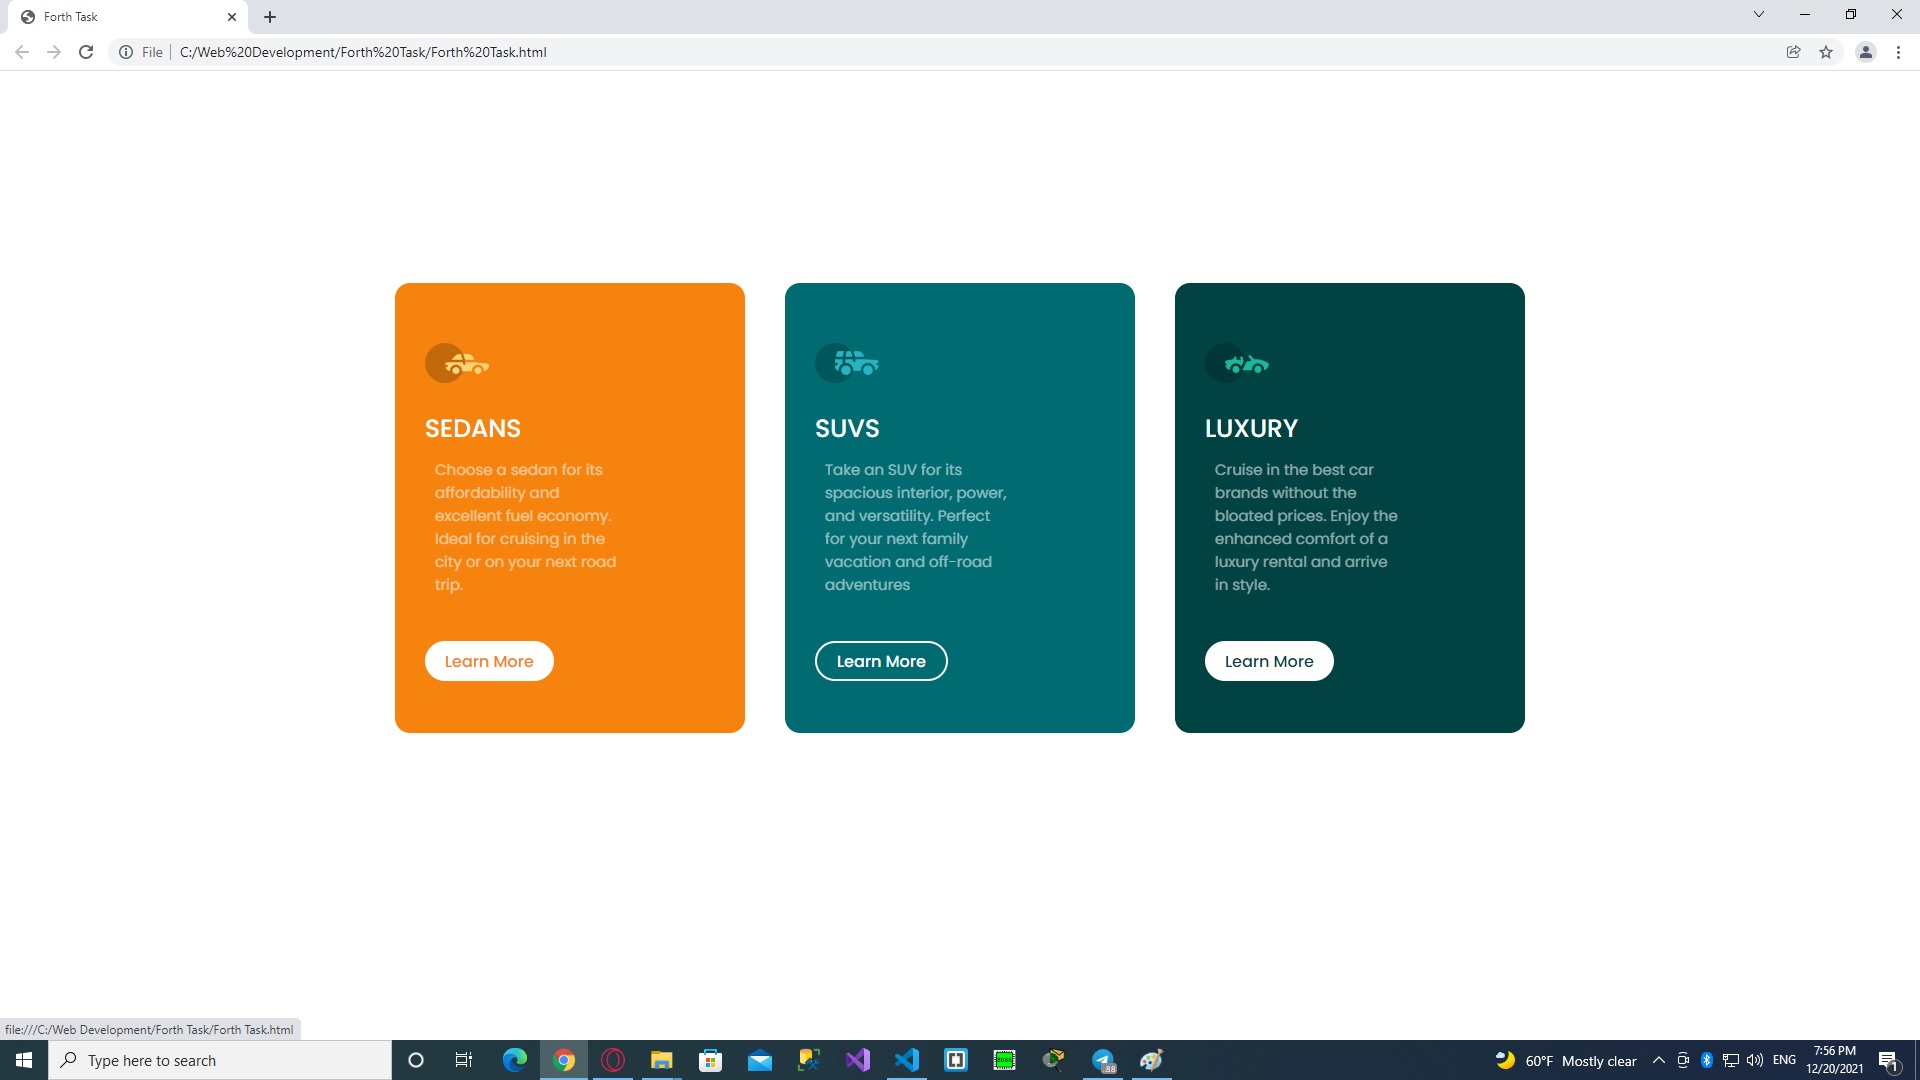 Forth Task
File
C:/Web%20Development/Forth%20Task/Forth%20Task.html
SEDANS
Choose a sedan for its
affordability and
excellent fuel economy.
Ideal for cruising in the
city or on your next road
trip.
Learn More
SUVS
Take an SUV for its
spacious interior, power,
and versatility. Perfect
for your next family
vacation and off-road
adventures
Learn More
LUXURY
Cruise in the best car
brands without the
bloated prices. Enjoy the
enhanced comfort of a
luxury rental and arrive
in style.
Learn More
file:///C:/Web Development/Forth Task/Forth Task.html
Type here to search
8086
.88
60°F Mostly clear
ENG
7:56 PM
12/20/2021
1